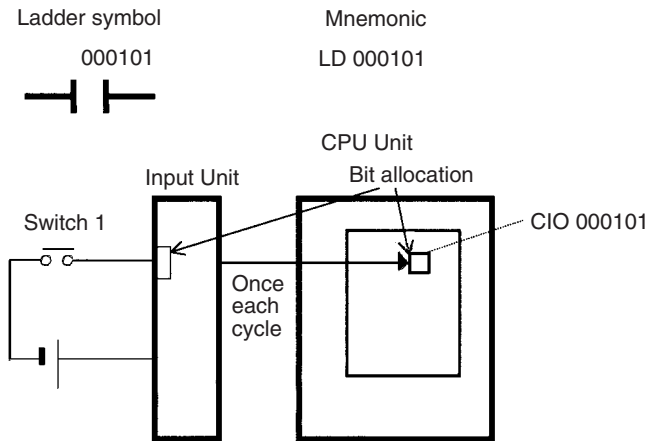 Ladder symbol
Mnemonic
000101
LD 000101
CPU Unit
Input Unit
Bit allocation
Switch 1
CIO 000101
Once
each
cycle